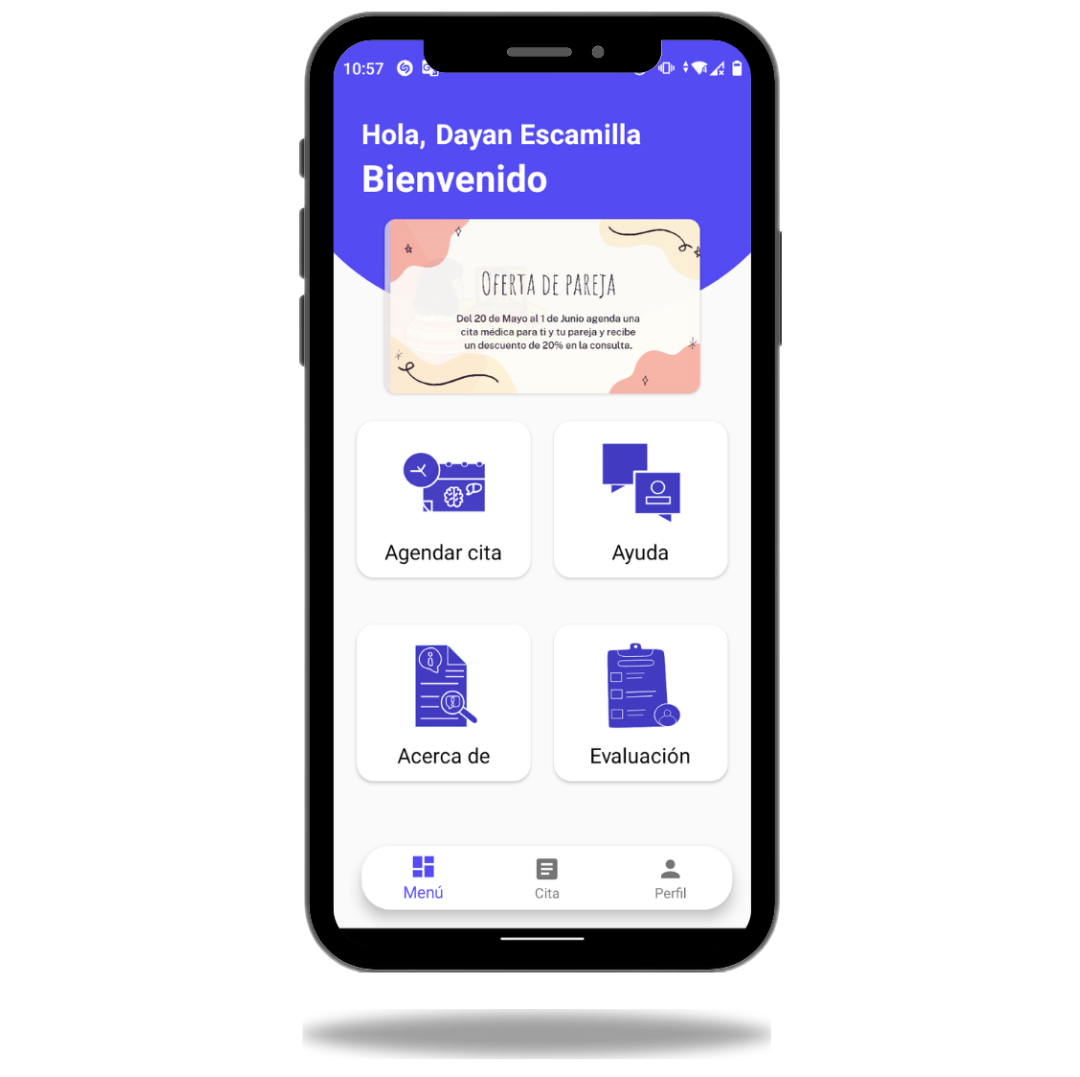 10:57
Hola, Dayan Escamilla
Bienvenido
OFERTA DE PAREJA
Del 20 de Mayo al 1 de Junio agenda una
cita médica para ti y tu pareja y recibe
un descuento de 20% en la consulta.
Agendar cita
Ayuda
Acerca de
Evaluación
Menú
Cita
Perfil